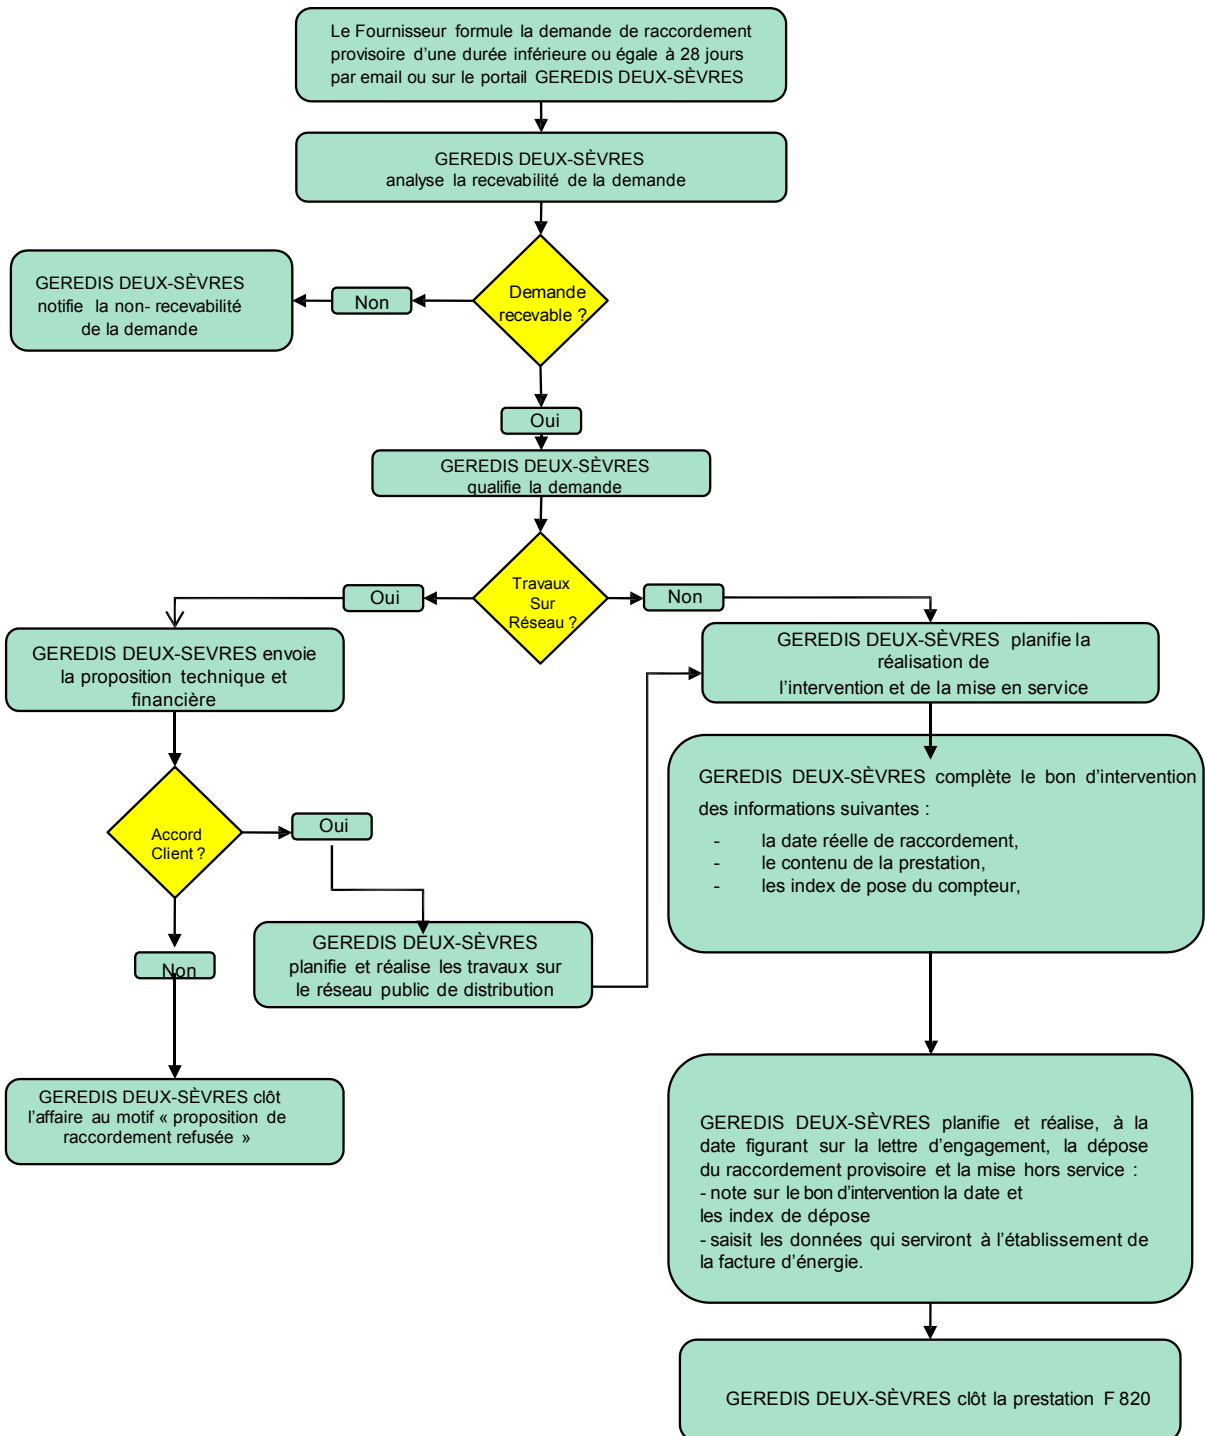 Le Fournisseur formule la demande de raccordement
provisoire d’une durée inférieure ou égale à 28 jours
par email ou sur le portail GEREDIS DEUX-SÈVRES
GEREDIS DEUX-SÈVRES
analyse la recevabilité de la demande
Demande
recevable ?
Non
GEREDIS DEUX-SÈVRES
notifie la non- recevabilité
de la demande
Oui
GEREDIS DEUX-SÈVRES
qualifie la demande
Travaux
Sur
Réseau ?
Oui
Non
GEREDIS DEUX-SEVRES envoie
la proposition technique et
financière
GEREDIS DEUX-SÈVRES planifie la
réalisation de
l’intervention et de la mise en service
Accord
Client ?
Oui
Non
GEREDIS DEUX-SÈVRES
planifie et réalise les travaux sur
le réseau public de distribution
GEREDIS DEUX-SÈVRES clôt
l’affaire au motif « proposition de
raccordement refusée »
GEREDIS DEUX-SÈVRES complète le bon d’intervention
des informations suivantes :
- la date réelle de raccordement,
- le contenu de la prestation,
- les index de pose du compteur,
GEREDIS DEUX-SÈVRES planifie et réalise, à la
date figurant sur la lettre d’engagement, la dépose
du raccordement provisoire et la mise hors service :
- note sur le bon d’intervention la date et
les index de dépose
- saisit les données qui serviront à l’établissement de
la facture d’énergie.
GEREDIS DEUX-SÈVRES clôt la prestation F 820